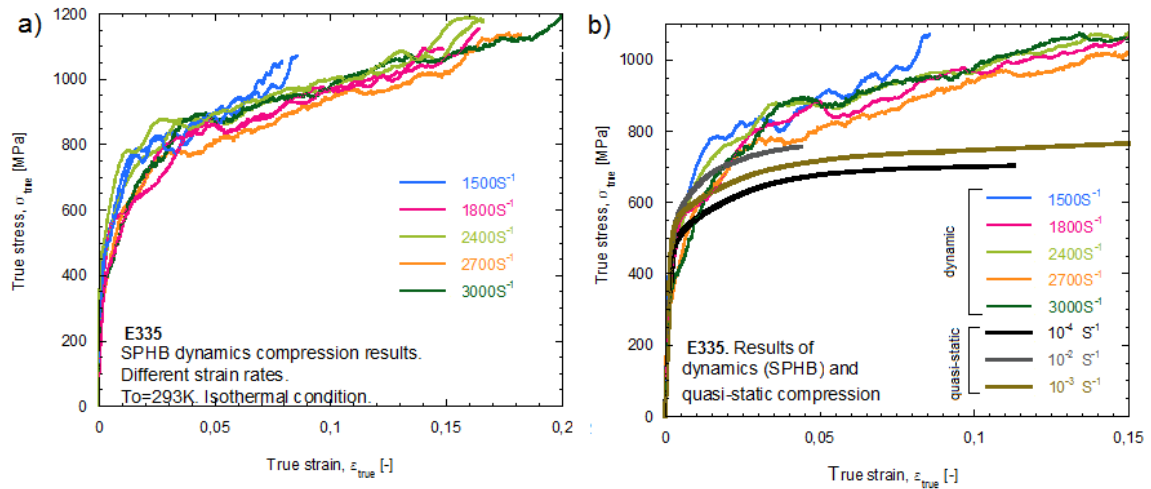 a)
True stress, σtrue [MPa]
1200
1000
800
600
400
200
0
1500S⁻¹
1800S⁻¹
2400S⁻¹
2700S⁻¹
3000S⁻¹
E335
SPHB dynamics compression results.
Different strain rates.
To=293K. Isothermal condition.
0
0,05
0,1
0,15
0,2
True strain, εtrue [-]
b)
True stress, σtrue [MPa]
1000
800
600
400
200
0
dynamic
1500S⁻¹
1800S⁻¹
2400S⁻¹
2700S⁻¹
3000S⁻¹
quasi-static
10⁻⁴ S⁻¹
10⁻² S⁻¹
10⁻³ S⁻¹
E335. Results of
dynamics (SPHB) and
quasi-static compression
0
0,05
0,1
0,15
True strain, εtrue [-]